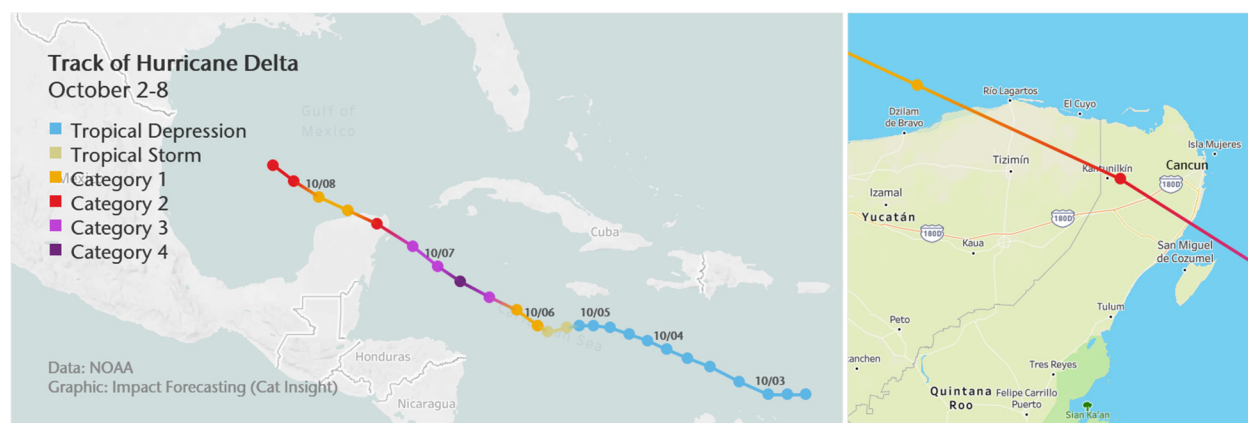 Track of Hurricane Delta
October 2-8
Tropical Depression
Tropical Storm
Category 1
Category 2
Category 3
Category 4
Data: NOAA
Graphic: Impact Forecasting (Cat Insight)
Gulf of
Mexico
10/08
10/07
Cuba
10/06
10/05
10/04
10/03
Honduras
Nicaragua
Río Lagartos
El Cuyo
Dzilam
de Bravo
Isla Mujeres
Tizimín
Kantunilkín
Cancun
180D
Izamal
Yucatán
180D
180D
Kaua
San Miguel
de Cozumel
Tulum
Peto
Tres Reyes
Quintana
Roo
Felipe Carrillo
Puerto
Sian Ka'an